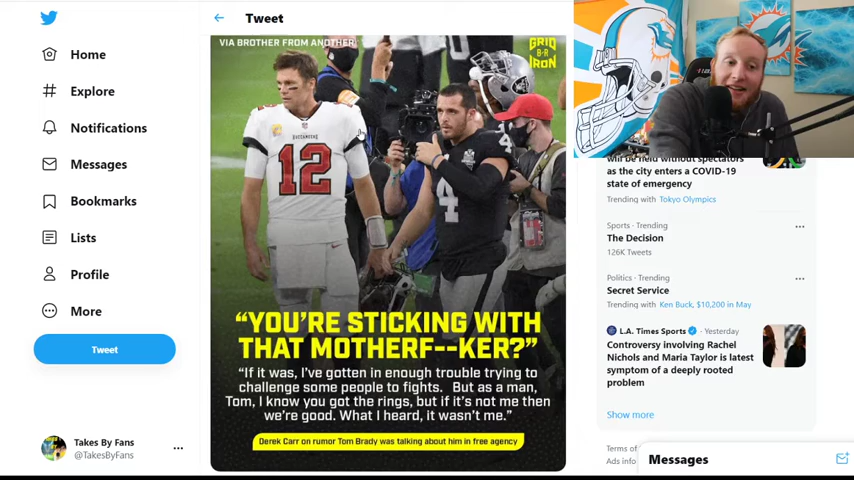 Tweet
VIA BROTHER FROM ANOTHER
GRID
B·R
IRON
Home
Explore
Notifications
Messages
Bookmarks
Lists
Profile
More
Tweet
Takes By Fans
@TakesByFans
BUCCANEERS
12
4
4
“YOU’RE STICKING WITH
THAT MOTHERF--KER?”
“If it was, I’ve gotten in enough trouble trying to
challenge some people to fights. But as a man,
Tom, I know you got the rings, but if it’s not me then
we’re good. What I heard, it wasn’t me.”
Derek Carr on rumor Tom Brady was talking about him in free agency
will be held without spectators
as the city enters a COVID-19
state of emergency
Trending with Tokyo Olympics
Sports · Trending
The Decision
126K Tweets
Politics · Trending
Secret Service
Trending with Ken Buck, $10,200 in May
L.A. Times Sports · Yesterday
Controversy involving Rachel
Nichols and Maria Taylor is latest
symptom of a deeply rooted
problem
Show more
Terms of
Ads info
Messages